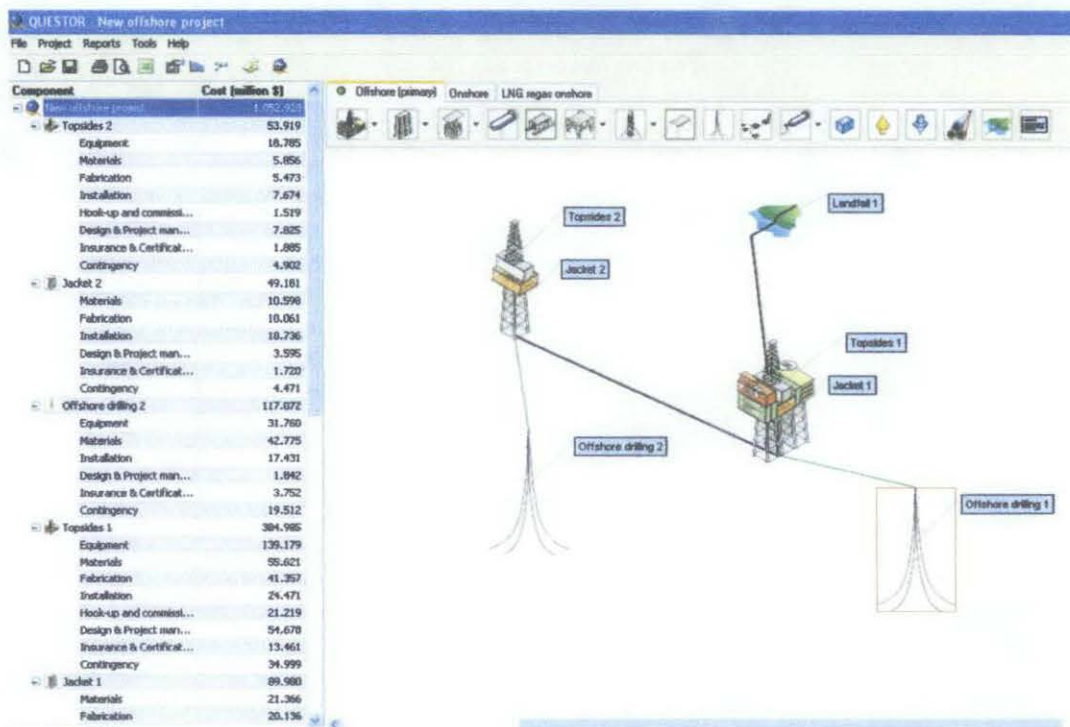 QUESTOR - New offshore project
File Project Reports Tools Help
Component Cost (million $)
New offshore project
Topsides 2 53.919
Equipment 18.785
Materials 5.856
Fabrication 5.473
Installation 7.674
Hook-up and commissi... 1.519
Design & Project man... 7.825
Insurance & Certificat... 1.885
Contingency 4.902
Jacket 2 49.181
Materials 10.598
Fabrication 10.061
Installation 18.736
Design & Project man... 3.595
Insurance & Certificat... 1.720
Contingency 4.471
Offshore drilling 2 117.072
Equipment 31.760
Materials 42.775
Installation 17.431
Design & Project man... 1.842
Insurance & Certificat... 3.752
Contingency 19.512
Topsides 1 384.985
Equipment 139.179
Materials 55.621
Fabrication 41.357
Installation 24.471
Hook-up and commissi... 21.219
Design & Project man... 54.678
Insurance & Certificat... 13.461
Contingency 34.999
Jacket 1 89.980
Materials 21.366
Fabrication 20.136
Offshore (primary) Onshore LNG regas onshore
Topsides 2
Landfall 1
Jacket 2
Topsides 1
Jacket 1
Offshore drilling 2
Offshore drilling 1